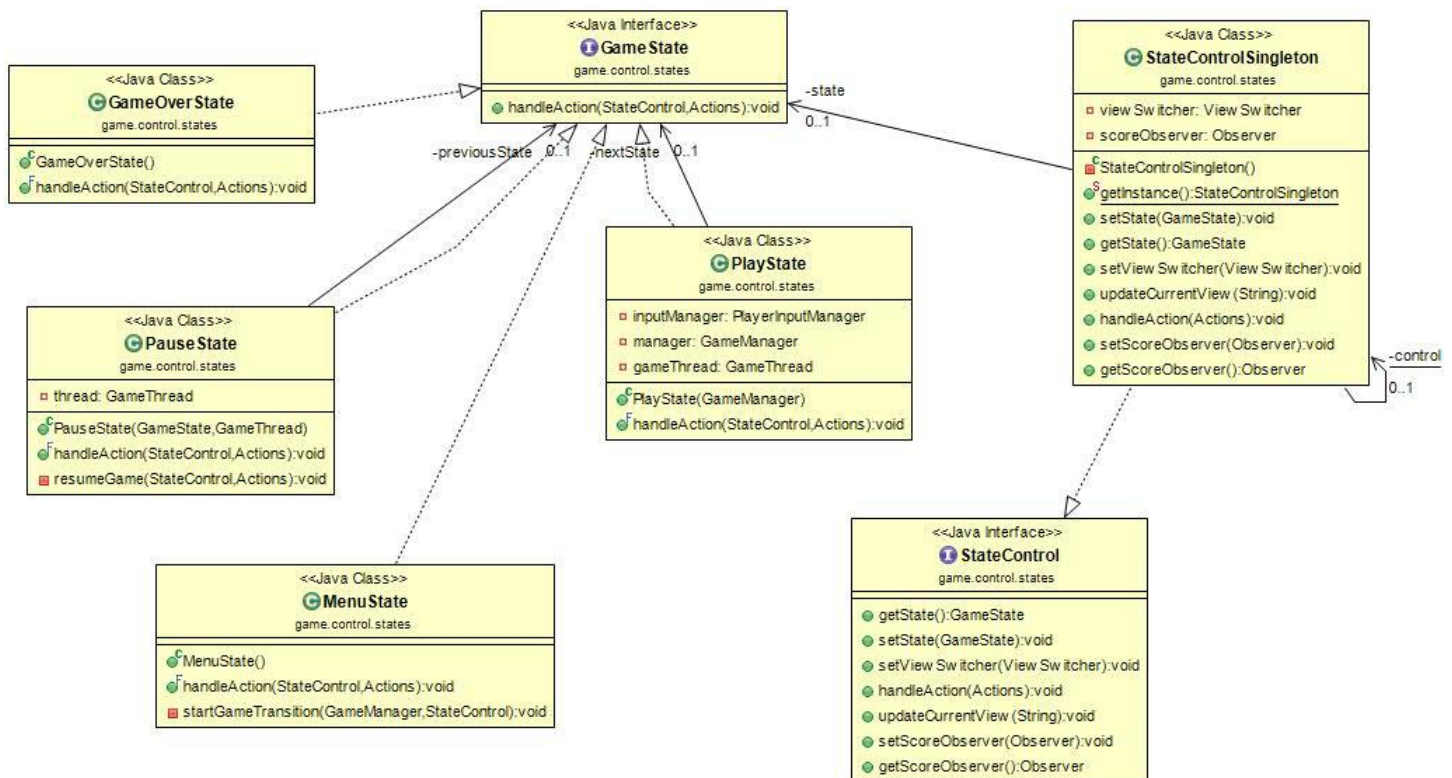 <<Java Interface>>
GameState
game.control.states
handleAction(StateControl,Actions):void
<<Java Class>>
StateControlSingleton
game.control.states
viewSwitcher: ViewSwitcher
scoreObserver: Observer
StateControlSingleton()
getInstance():StateControlSingleton
setState(GameState):void
getState():GameState
setViewSwitcher(ViewSwitcher):void
updateCurrentView(String):void
handleAction(Actions):void
setScoreObserver(Observer):void
getScoreObserver():Observer
<<Java Class>>
GameOverState
game.control.states
GameOverState()
handleAction(StateControl,Actions):void
-state
0..1
-previousState
0..1
-nextState
0..1
<<Java Class>>
PlayState
game.control.states
inputManager: PlayerInputManager
manager: GameManager
gameThread: GameThread
PlayState(GameManager)
handleAction(StateControl,Actions):void
<<Java Class>>
PauseState
game.control.states
thread: GameThread
PauseState(GameState,GameThread)
handleAction(StateControl,Actions):void
resumeGame(StateControl,Actions):void
-control
0..1
<<Java Class>>
MenuState
game.control.states
MenuState()
handleAction(StateControl,Actions):void
startGameTransition(GameManager,StateControl):void
<<Java Interface>>
StateControl
game.control.states
getState():GameState
setState(GameState):void
setViewSwitcher(ViewSwitcher):void
handleAction(Actions):void
updateCurrentView(String):void
setScoreObserver(Observer):void
getScoreObserver():Observer